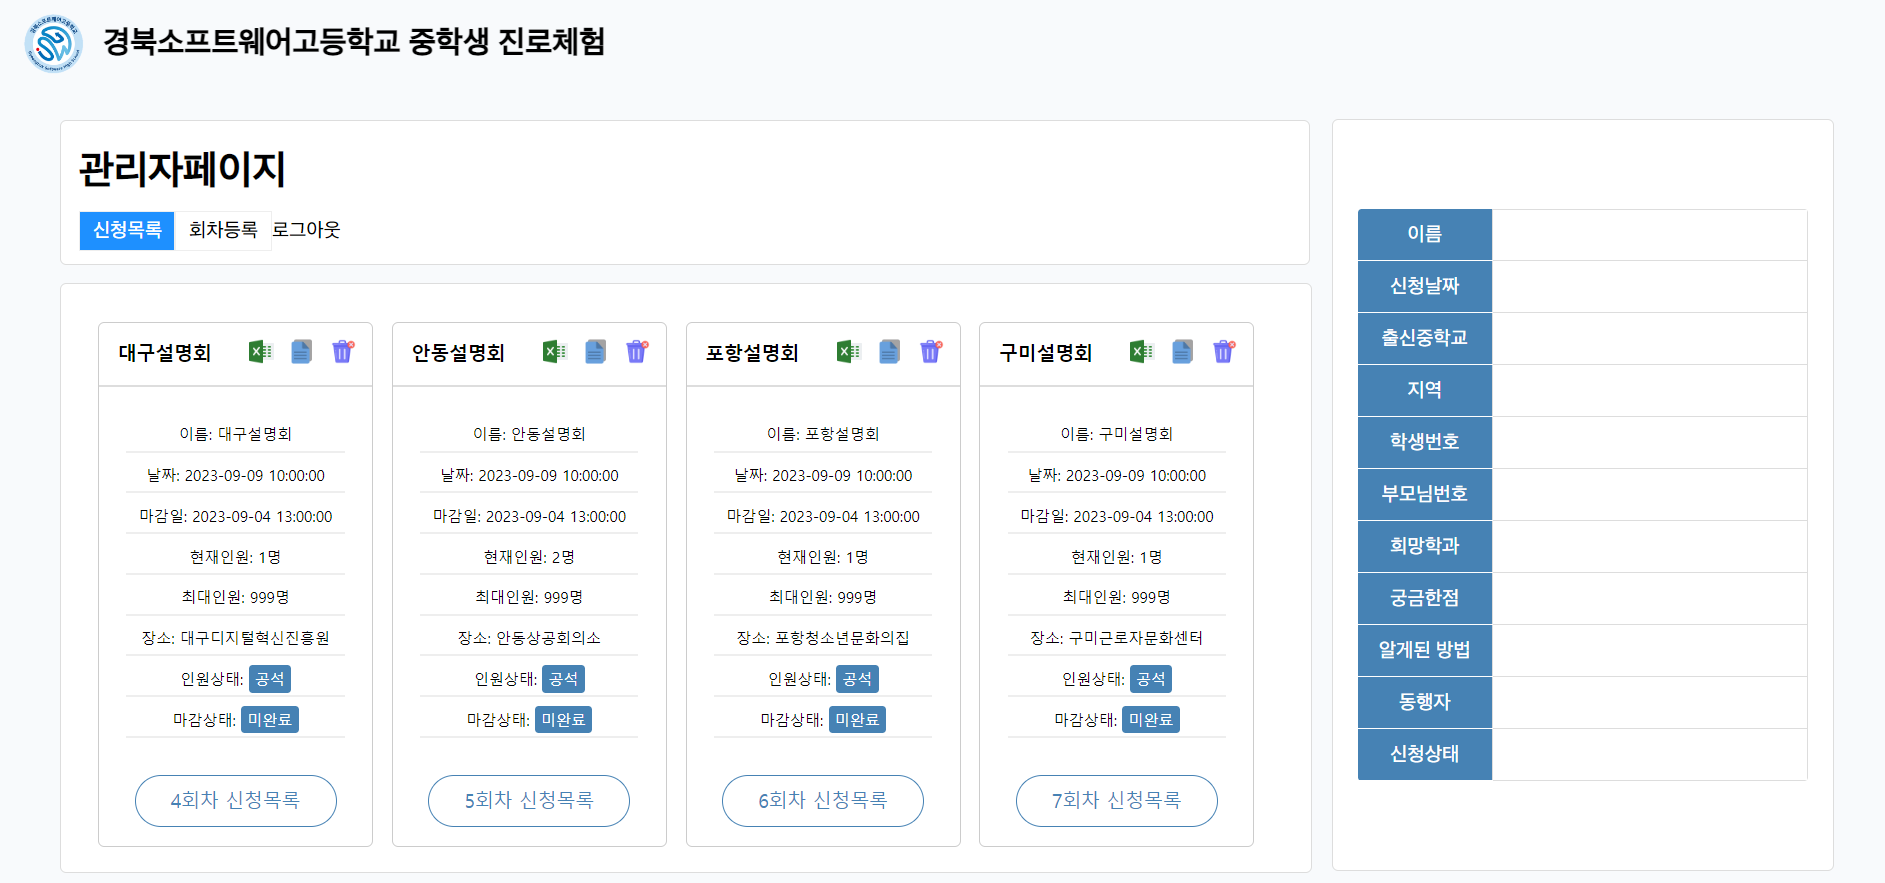 경북소프트웨어고등학교 중학생 진로체험
관리자페이지
신청목록 회차등록 로그아웃
대구설명회
이름: 대구설명회
날짜: 2023-09-09 10:00:00
마감일: 2023-09-04 13:00:00
현재인원: 1명
최대인원: 999명
장소: 대구디지털혁신진흥원
인원상태: 공석
마감상태: 미완료
4회차 신청목록
안동설명회
이름: 안동설명회
날짜: 2023-09-09 10:00:00
마감일: 2023-09-04 13:00:00
현재인원: 2명
최대인원: 999명
장소: 안동상공회의소
인원상태: 공석
마감상태: 미완료
5회차 신청목록
포항설명회
이름: 포항설명회
날짜: 2023-09-09 10:00:00
마감일: 2023-09-04 13:00:00
현재인원: 1명
최대인원: 999명
장소: 포항청소년문화의집
인원상태: 공석
마감상태: 미완료
6회차 신청목록
구미설명회
이름: 구미설명회
날짜: 2023-09-09 10:00:00
마감일: 2023-09-04 13:00:00
현재인원: 1명
최대인원: 999명
장소: 구미근로자문화센터
인원상태: 공석
마감상태: 미완료
7회차 신청목록
이름
신청날짜
출신중학교
지역
학생번호
부모님번호
희망학과
궁금한점
알게된 방법
동행자
신청상태